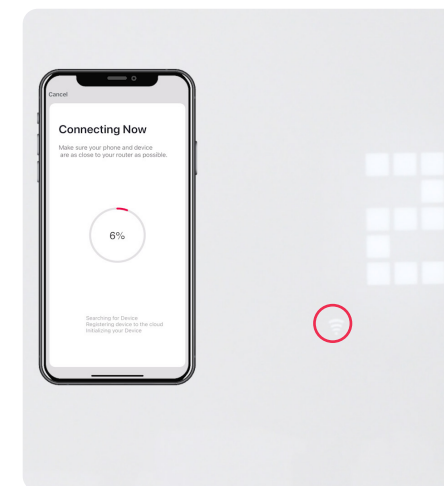 Cancel
Connecting Now
Make sure your phone and device
are as close to your router as possible.
6%
Searching for Device
Registering device to the cloud
Initializing your Device